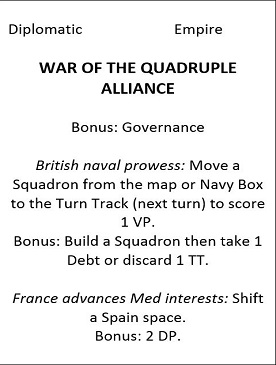 Diplomatic Empire
WAR OF THE QUADRUPLE
ALLIANCE
Bonus: Governance
British naval prowess: Move a
Squadron from the map or Navy Box
to the Turn Track (next turn) to score
1 VP.
Bonus: Build a Squadron then take 1
Debt or discard 1 TT.
France advances Med interests: Shift
a Spain space.
Bonus: 2 DP.